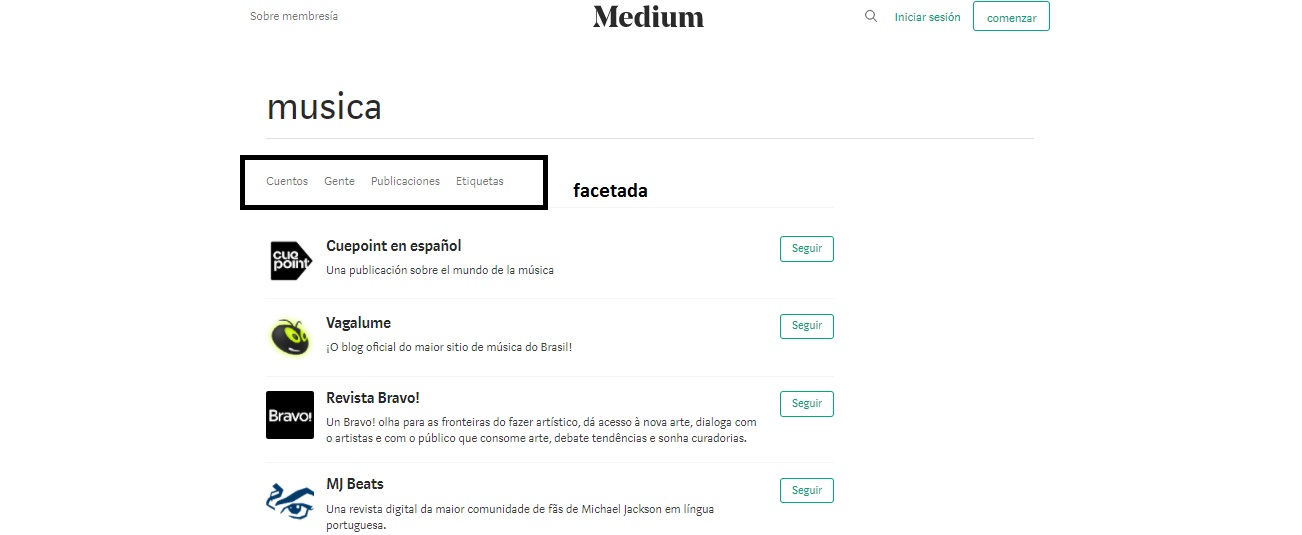 Sobre membresía Medium Iniciar sesión comenzar
musica
Cuentos Gente Publicaciones Etiquetas facetada
cue point Cuepoint en español Seguir
Una publicación sobre el mundo de la música
Vagalume Seguir
¡O blog oficial do maior sitio de música do Brasil!
Bravo! Revista Bravo! Seguir
Un Bravo! olha para as fronteiras do fazer artístico, dá acesso à nova arte, dialoga com
o artistas e com o público que consome arte, debate tendências e sonha curadorias.
MJ Beats Seguir
Una revista digital da maior comunidade de fãs de Michael Jackson em língua
portuguesa.